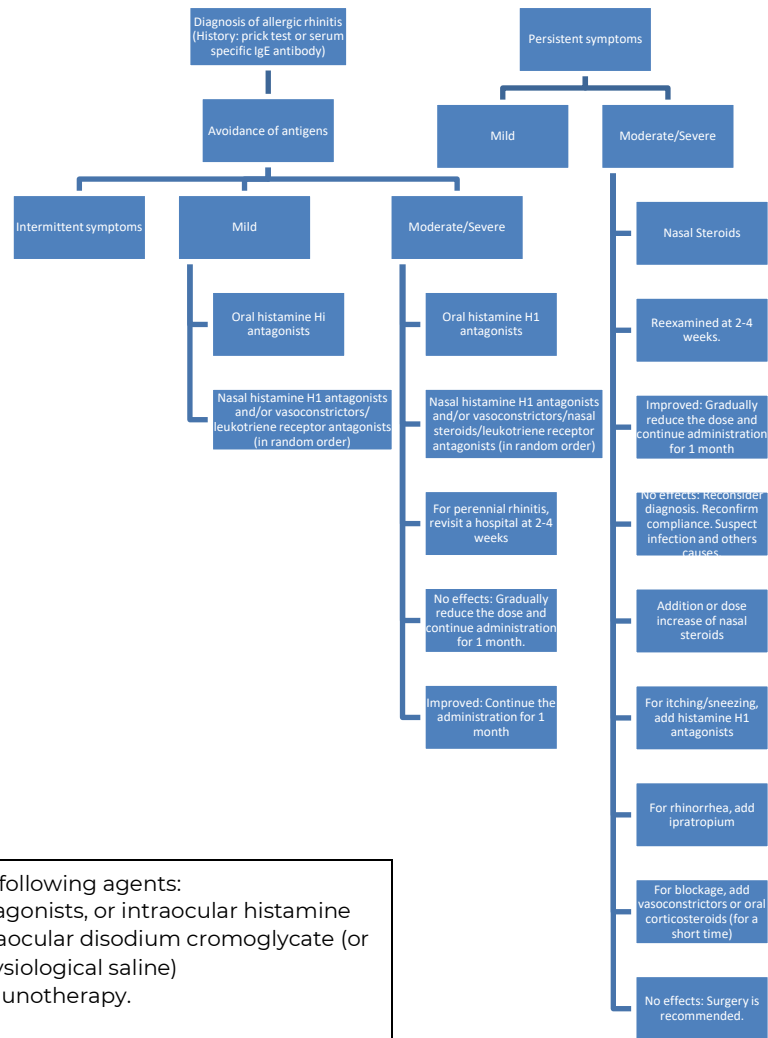 Diagnosis of allergic rhinitis
(History: prick test or serum
specific IgE antibody)
Avoidance of antigens
Intermittent symptoms
Mild
Oral histamine Hi
antagonists
Nasal histamine H1 antagonists
and/or vasoconstrictors/
leukotriene receptor antagonists
(in random order)
Moderate/Severe
Oral histamine H1
antagonists
Nasal histamine H1 antagonists
and/or vasoconstrictors/nasal
steroids/leukotriene receptor
antagonists (in random order)
For perennial rhinitis,
revisit a hospital at 2-4
weeks
No effects: Gradually
reduce the dose and
continue administration
for 1 month.
Improved: Continue the
administration for 1
month
Persistent symptoms
Mild
Moderate/Severe
Nasal Steroids
Reexamined at 2-4
weeks.
Improved: Gradually
reduce the dose and
continue administration
for 1 month
No effects: Reconsider
diagnosis. Reconfirm
compliance. Suspect
infection and others
causes
Addition or dose
increase of nasal
steroids
For itching/sneezing,
add histamine H1
antagonists
For rhinorrhea, add
ipratropium
For blockage, add
vasoconstrictors or oral
corticosteroids (for a
short time)
No effects: Surgery is
recommended.
following agents:
agonists, or intraocular histamine
aocular disodium cromoglycate (or
ysiological saline)
unotherapy.